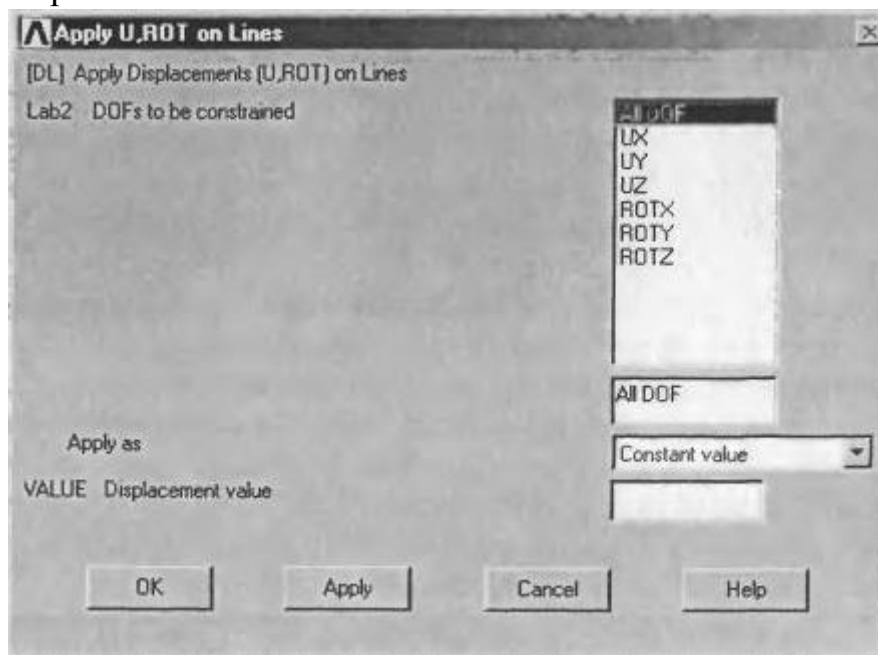 Apply U,ROT on Lines
[DL] Apply Displacements (U,ROT) on Lines
Lab2 DOFs to be constrained
All DOF
UX
UY
UZ
ROTX
ROTY
ROTZ
All DOF
Apply as
Constant value
VALUE Displacement value
OK Apply Cancel Help